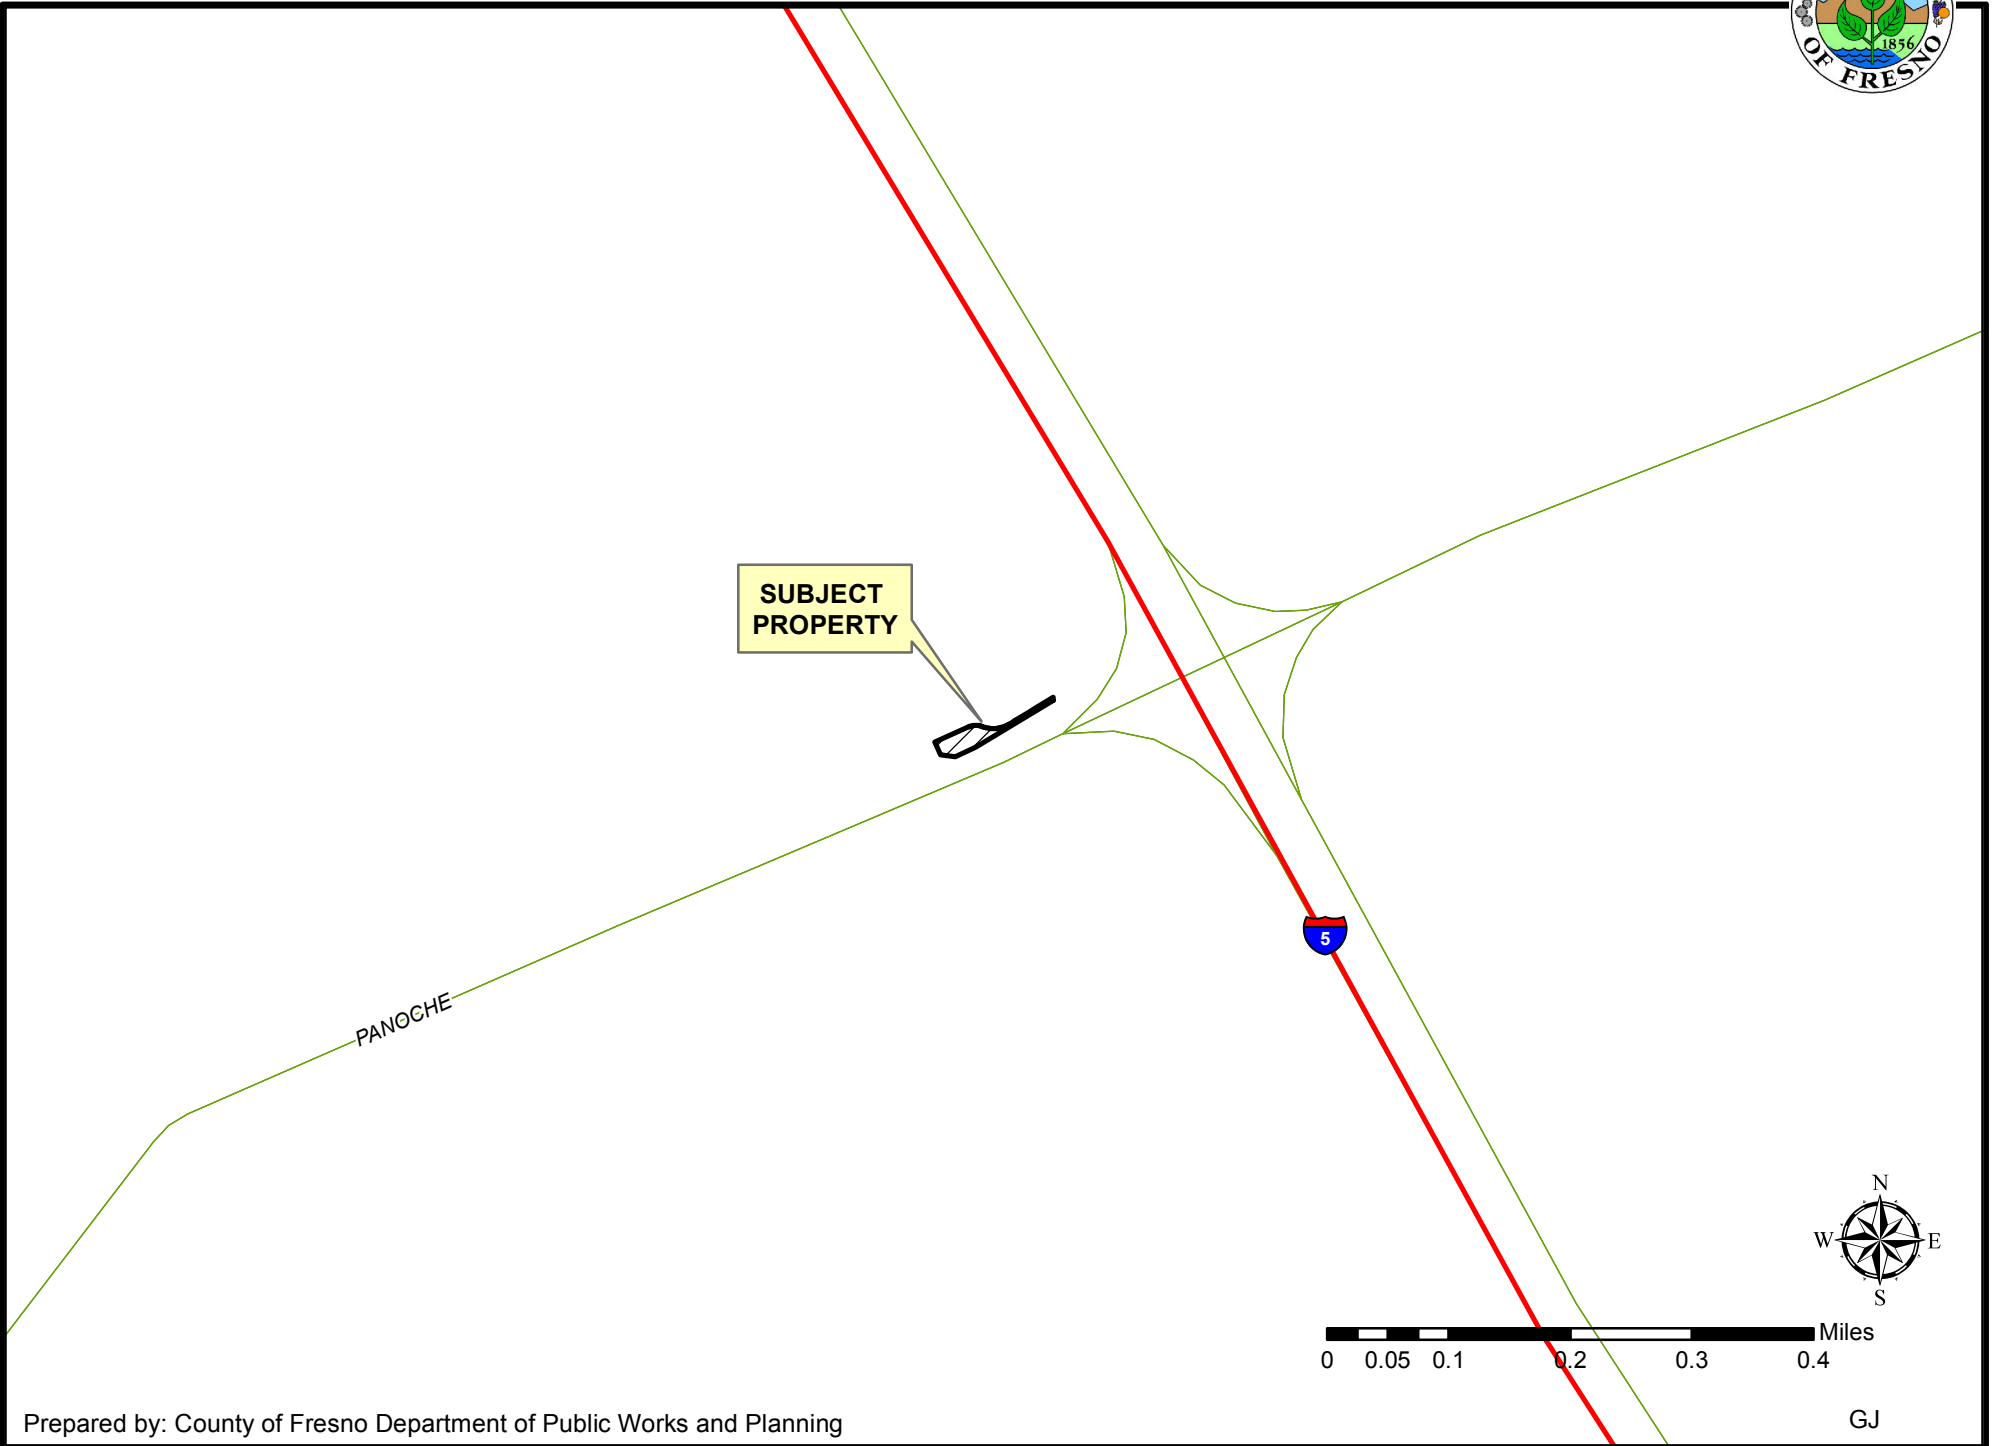 1856
OF FRESNO
SUBJECT
PROPERTY
5
PANOCHE
N
W E
S
Miles
0 0.05 0.1 0.2 0.3 0.4
Prepared by: County of Fresno Department of Public Works and Planning
GJ